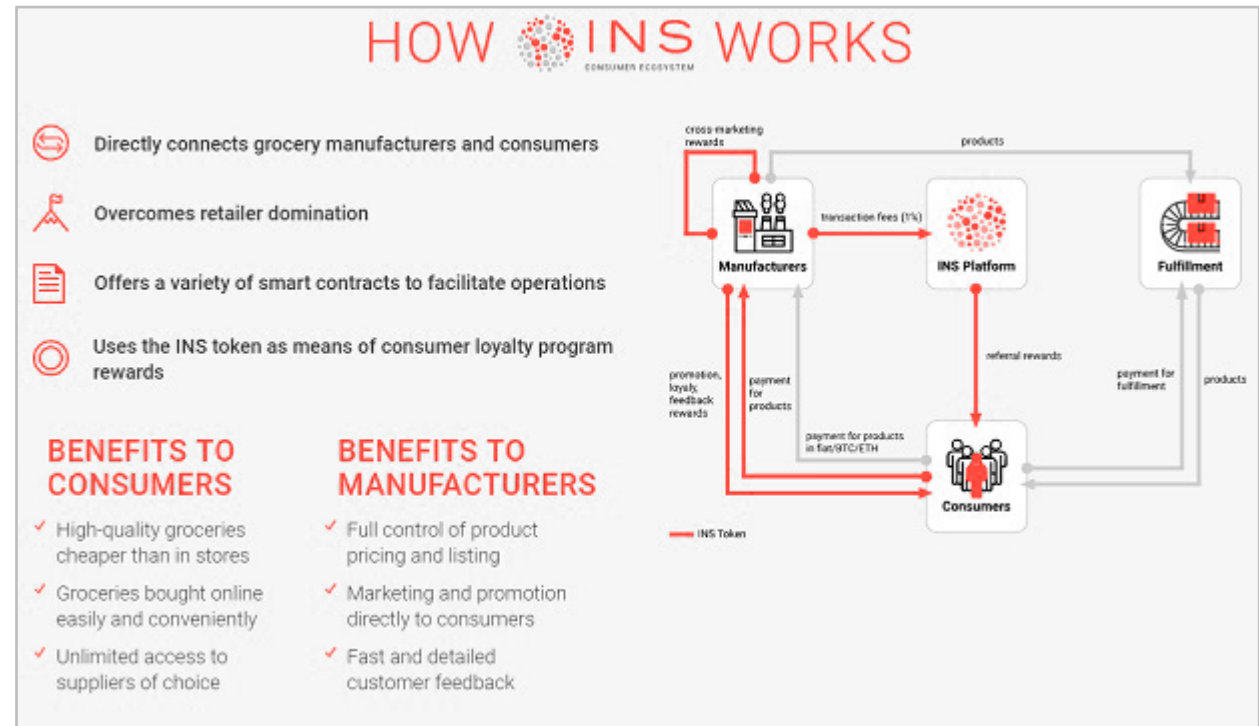 HOW INS WORKS
CONSUMER ECOSYSTEM
Directly connects grocery manufacturers and consumers
Overcomes retailer domination
Offers a variety of smart contracts to facilitate operations
Uses the INS token as means of consumer loyalty program
rewards
BENEFITS TO
CONSUMERS
High-quality groceries
cheaper than in stores
Groceries bought online
easily and conveniently
Unlimited access to
suppliers of choice
BENEFITS TO
MANUFACTURERS
Full control of product
pricing and listing
Marketing and promotion
directly to consumers
Fast and detailed
customer feedback
cross-marketing
rewards
products
Manufacturers
transaction fees (1%)
INS Platform
Fulfillment
promotion,
loyaly,
feedback
rewards
payment
for
products
referral rewards
payment for
fulfillment
products
payment for products
in fiat/BTC/ETH
Consumers
INS Token